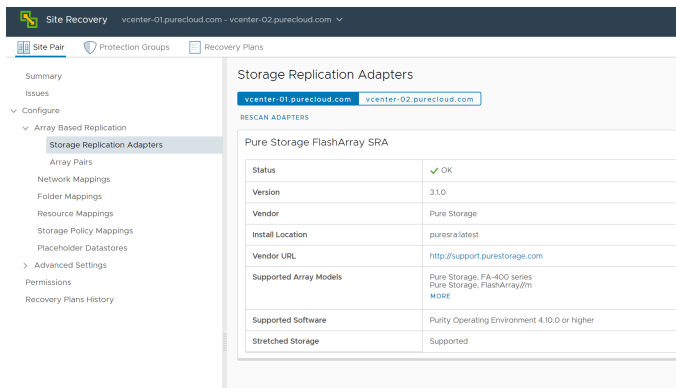 Site Recovery vcenter-01.purecloud.com - vcenter-02.purecloud.com
Site Pair Protection Groups Recovery Plans
Summary
Issues
Configure
Array Based Replication
Storage Replication Adapters
Array Pairs
Network Mappings
Folder Mappings
Resource Mappings
Storage Policy Mappings
Placeholder Datastores
Advanced Settings
Permissions
Recovery Plans History
Storage Replication Adapters
vcenter-01.purecloud.com vcenter-02.purecloud.com
RESCAN ADAPTERS
Pure Storage FlashArray SRA
Status OK
Version 3.1.0
Vendor Pure Storage
Install Location puresra:latest
Vendor URL http://support.purestorage.com
Supported Array Models Pure Storage, FA-400 series
Pure Storage, FlashArray//m
MORE
Supported Software Purity Operating Environment 4.10.0 or higher
Stretched Storage Supported